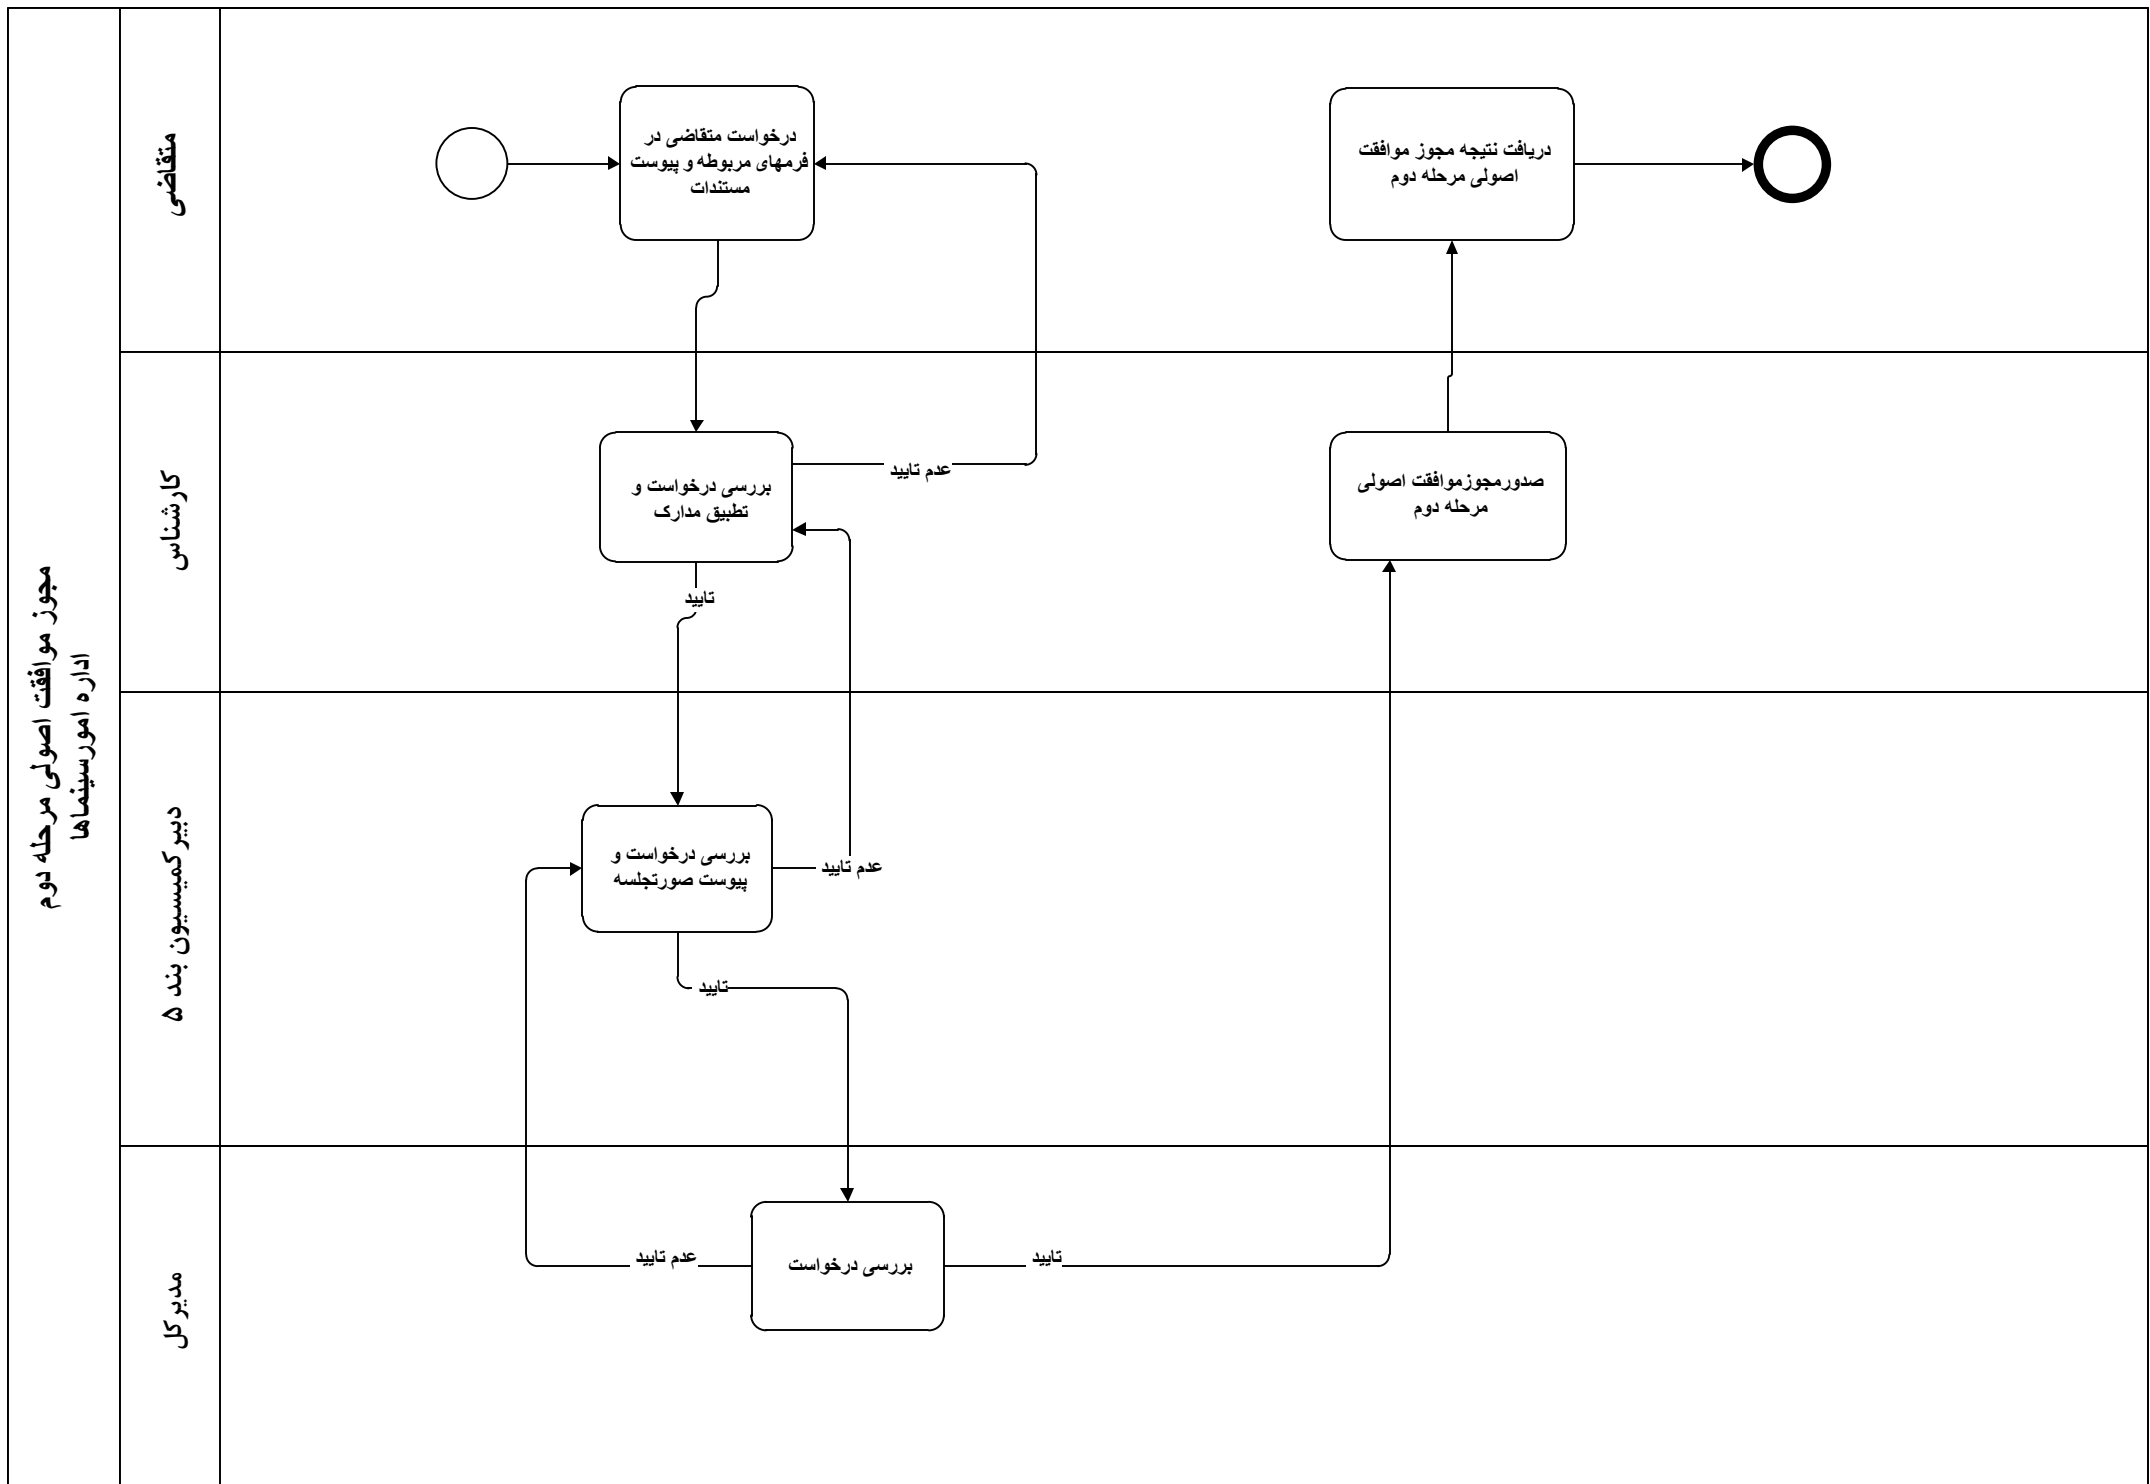 مجوز موافقت اصولی مرحله دوم
اداره امورسینماها
متقاضی
درخواست متقاضی در
فرمهای مربوطه و پیوست
مستندات
دریافت نتیجه مجوز موافقت
اصولی مرحله دوم
کارشناس
بررسی درخواست و
تطبیق مدارک
عدم تایید
تایید
صدورمجوزموافقت اصولی
مرحله دوم
دبیرکمیسیون بند ۵
بررسی درخواست و
پیوست صورتجلسه
عدم تایید
تایید
مدیرکل
عدم تایید
بررسی درخواست
تایید